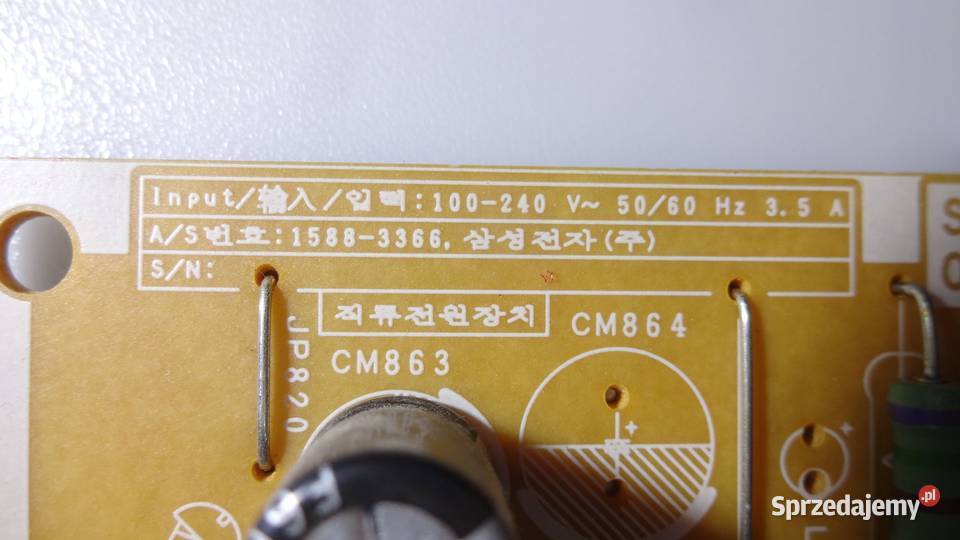 Input/輸入/입력:100-240 V~ 50/60 Hz 3.5 A
A/S번호:1588-3366, 삼성전자(주)
S/N:
직류전원장치
CM864
CM863
JP820
+
+
Sprzedajemy.pl